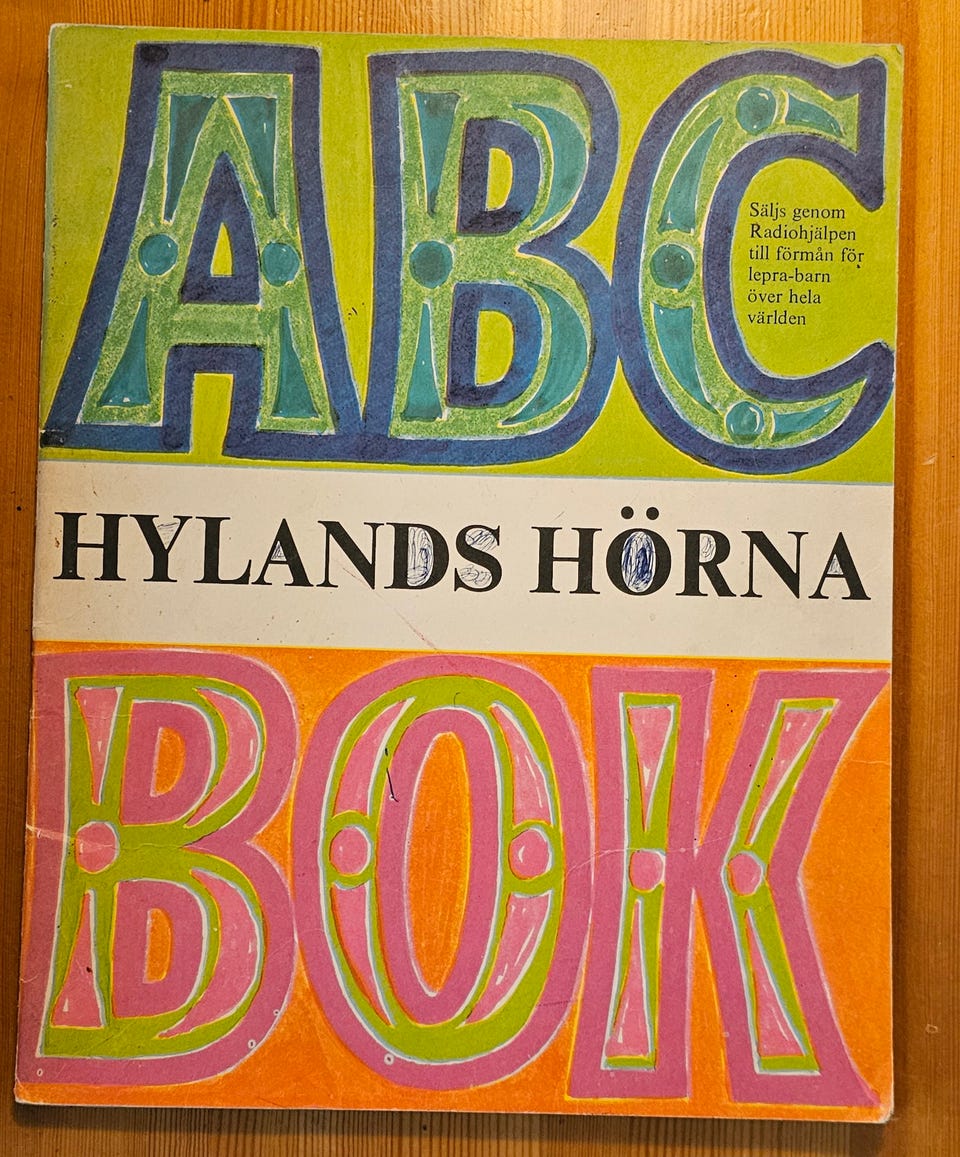 ABC
Säljs genom
Radiohjälpen
till förmån för
lepra-barn
över hela
världen
HYLANDS HÖRNA
BOK